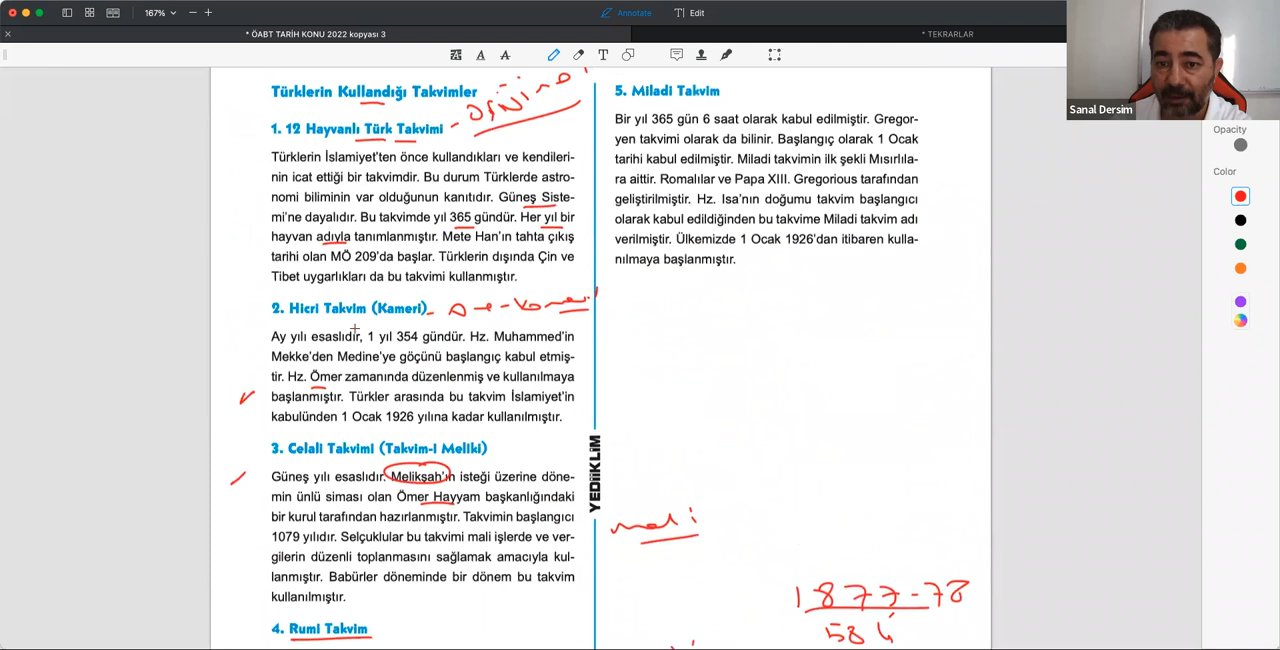 167%
Annotate
Edit
* ÖABT TARİH KONU 2022 kopyası 3
* TEKRARLAR
Sanal Dersim
Opacity
Color
Türklerin Kullandığı Takvimler
1. 12 Hayvanlı Türk Takvimi
Türklerin İslamiyet'ten önce kullandıkları ve kendileri-
nin icat ettiği bir takvimdir. Bu durum Türklerde astro-
nomi biliminin var olduğunun kanıtıdır. Güneş Siste-
mi'ne dayalıdır. Bu takvimde yıl 365 gündür. Her yıl bir
hayvan adıyla tanımlanmıştır. Mete Han'ın tahta çıkış
tarihi olan MÖ 209'da başlar. Türklerin dışında Çin ve
Tibet uygarlıkları da bu takvimi kullanmıştır.
2. Hicri Takvim (Kameri)
Ay yılı esaslıdır, 1 yıl 354 gündür. Hz. Muhammed'in
Mekke'den Medine'ye göçünü başlangıç kabul etmiş-
tir. Hz. Ömer zamanında düzenlenmiş ve kullanılmaya
başlanmıştır. Türkler arasında bu takvim İslamiyet'in
kabulünden 1 Ocak 1926 yılına kadar kullanılmıştır.
3. Celali Takvimi (Takvim-i Meliki)
Güneş yılı esaslıdır. Melikşah'ın isteği üzerine döne-
min ünlü siması olan Ömer Hayyam başkanlığındaki
bir kurul tarafından hazırlanmıştır. Takvimin başlangıcı
1079 yılıdır. Selçuklular bu takvimi mali işlerde ve ver-
gilerin düzenli toplanmasını sağlamak amacıyla kul-
lanmıştır. Babürler döneminde bir dönem bu takvim
kullanılmıştır.
4. Rumi Takvim
YEDİİKLİM
5. Miladi Takvim
Bir yıl 365 gün 6 saat olarak kabul edilmiştir. Gregor-
yen takvimi olarak da bilinir. Başlangıç olarak 1 Ocak
tarihi kabul edilmiştir. Miladi takvimin ilk şekli Mısırlıla-
ra aittir. Romalılar ve Papa XIII. Gregorious tarafından
geliştirilmiştir. Hz. Isa'nın doğumu takvim başlangıcı
olarak kabul edildiğinden bu takvime Miladi takvim adı
verilmiştir. Ülkemizde 1 Ocak 1926'dan itibaren kulla-
nılmaya başlanmıştır.
mali
1877-78
584